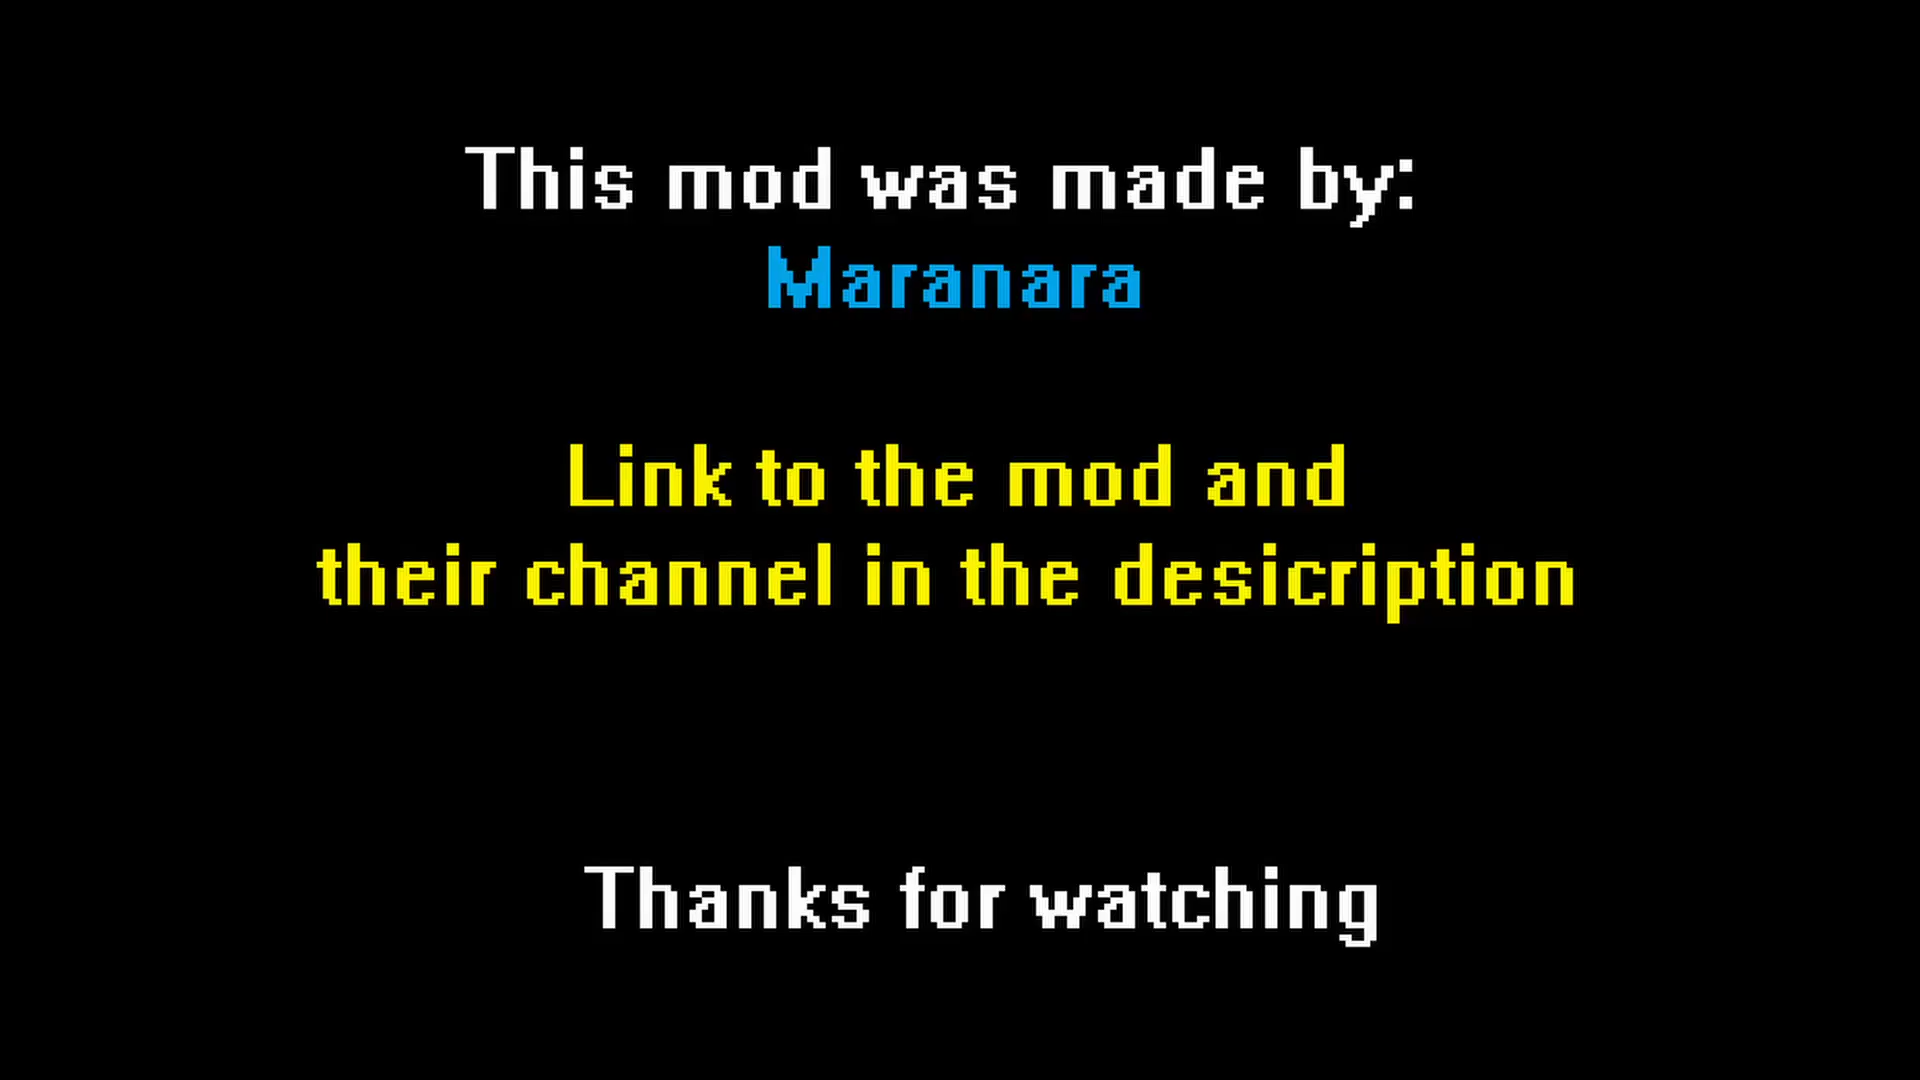 This mod was made by:
Maranara
Link to the mod and
their channel in the desicription
Thanks for watching